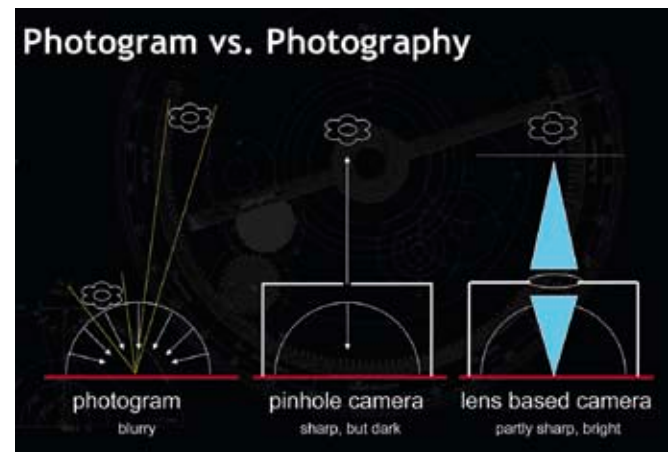 Photogram vs. Photography
photogram
blurry
pinhole camera
sharp, but dark
lens based camera
partly sharp, bright